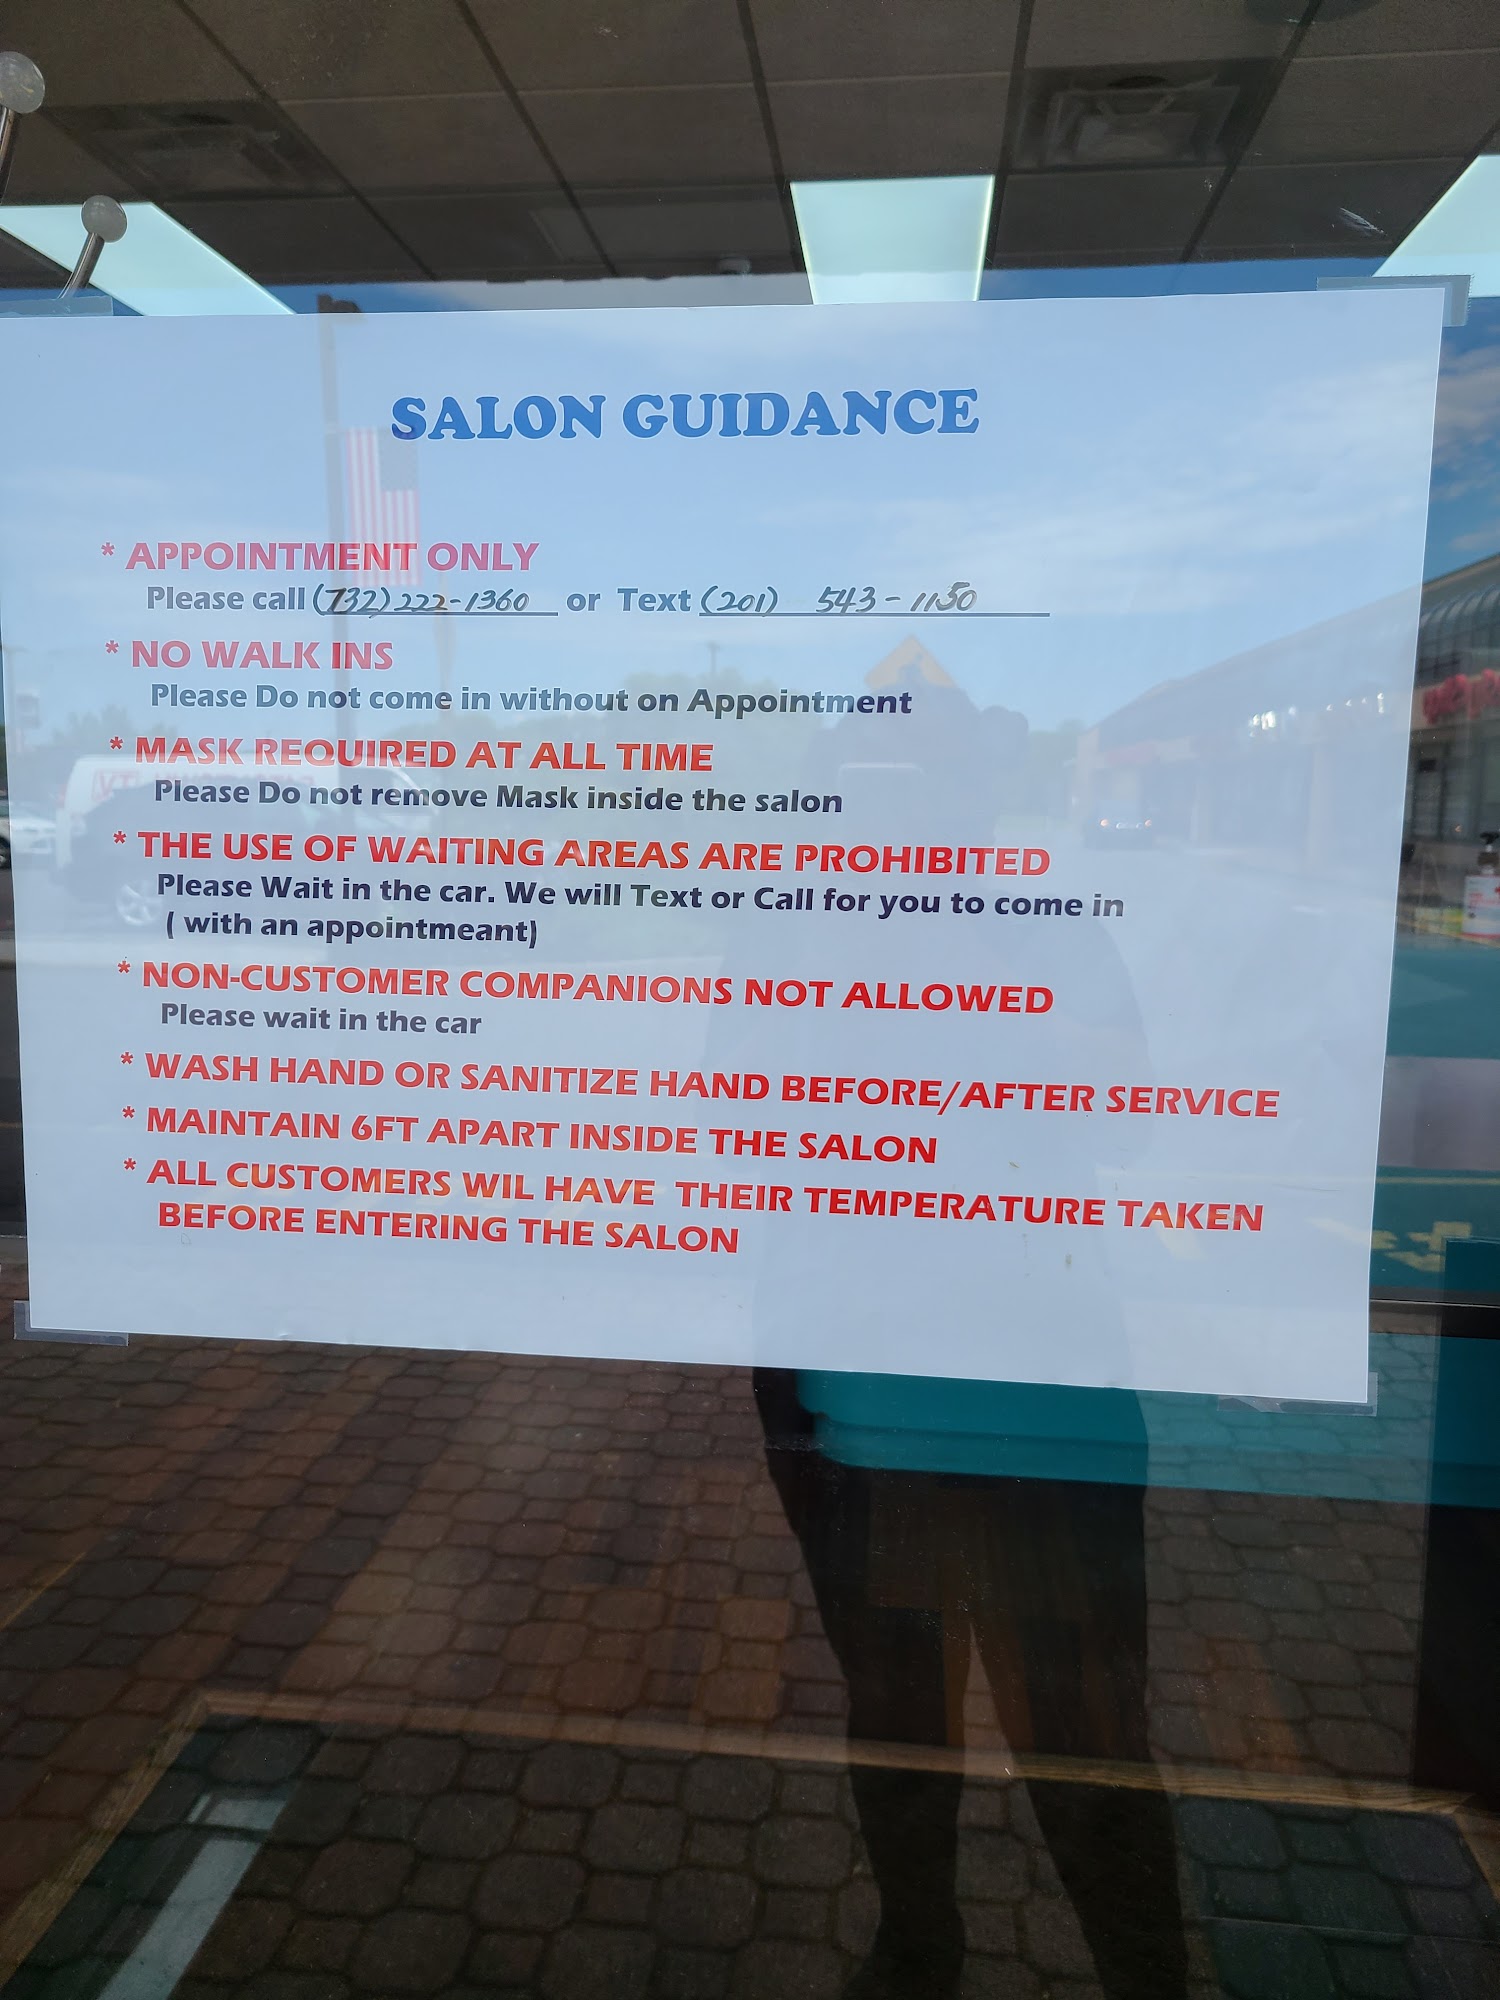 SALON GUIDANCE
* APPOINTMENT ONLY
Please call (732) 222-1360 or Text (201) 543-1150
* NO WALK INS
Please Do not come in without on Appointment
* MASK REQUIRED AT ALL TIME
Please Do not remove Mask inside the salon
* THE USE OF WAITING AREAS ARE PROHIBITED
Please Wait in the car. We will Text or Call for you to come in
( with an appointmeant)
* NON-CUSTOMER COMPANIONS NOT ALLOWED
Please wait in the car
* WASH HAND OR SANITIZE HAND BEFORE/AFTER SERVICE
* MAINTAIN 6FT APART INSIDE THE SALON
* ALL CUSTOMERS WIL HAVE THEIR TEMPERATURE TAKEN
BEFORE ENTERING THE SALON